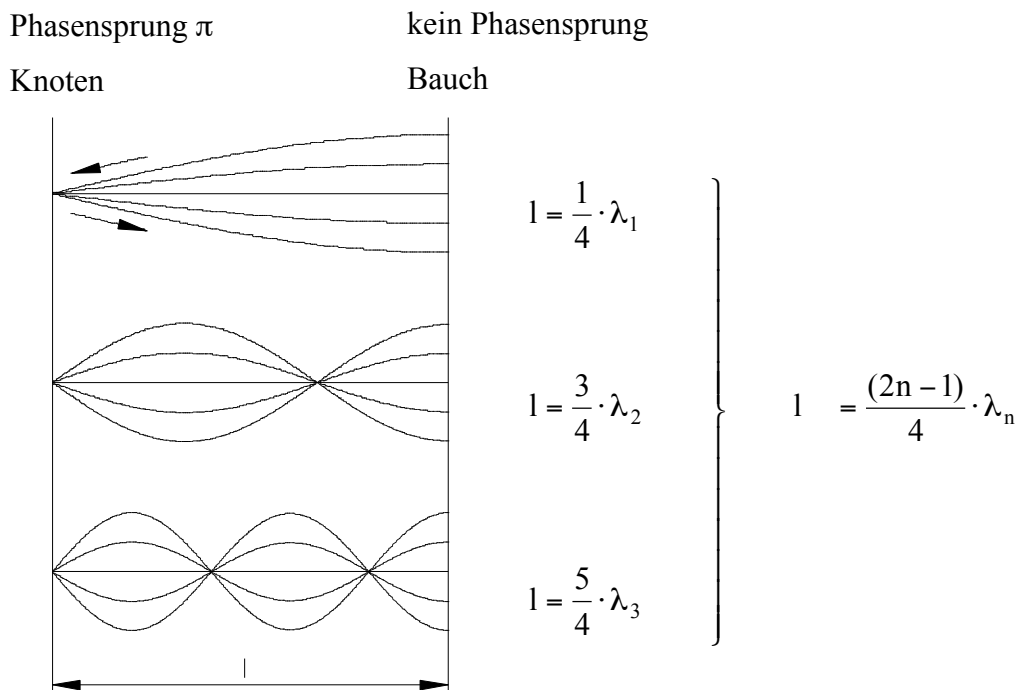 Phasensprung π kein Phasensprung
Knoten Bauch
l = 1/4 · λ₁
l = 3/4 · λ₂
l = (2n − 1)/4 · λₙ
l = 5/4 · λ₃
l